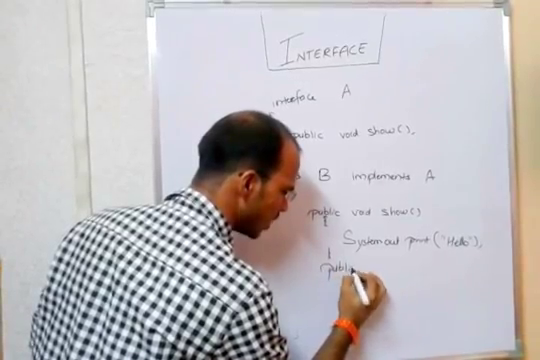 INTERFACE
interface A
public void show();
B implements A
public void show()
System out print ("Hello");
publi